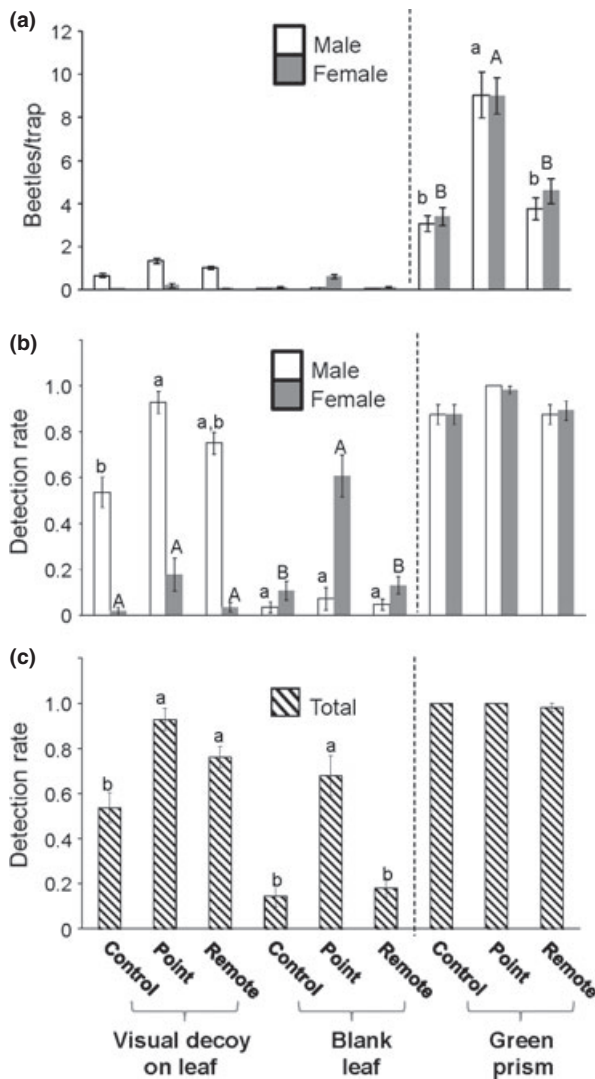 (a)
12
10
8
6
4
2
0
Beetles/trap
Male
Female
b B
a A
b B
(b)
1.0
0.8
0.6
0.4
0.2
0
Detection rate
Male
Female
b A
a A
a,b A
a B
a A
a B
(c)
1.0
0.8
0.6
0.4
0.2
0
Detection rate
Total
b a a b a b
Control Point Remote Control Point Remote Control Point Remote
Visual decoy on leaf
Blank leaf
Green prism